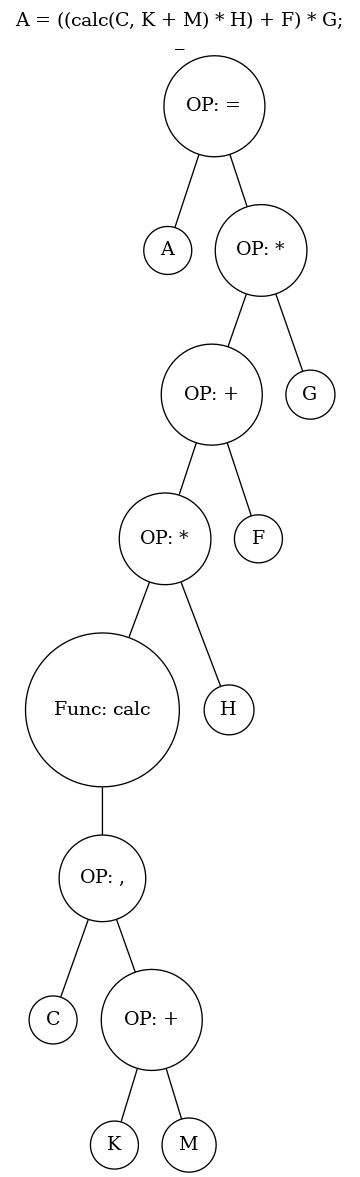 A = ((calc(C, K + M) * H) + F) * G;
_
OP: =
A
OP: *
OP: +
G
OP: *
F
Func: calc
H
OP: ,
C
OP: +
K
M